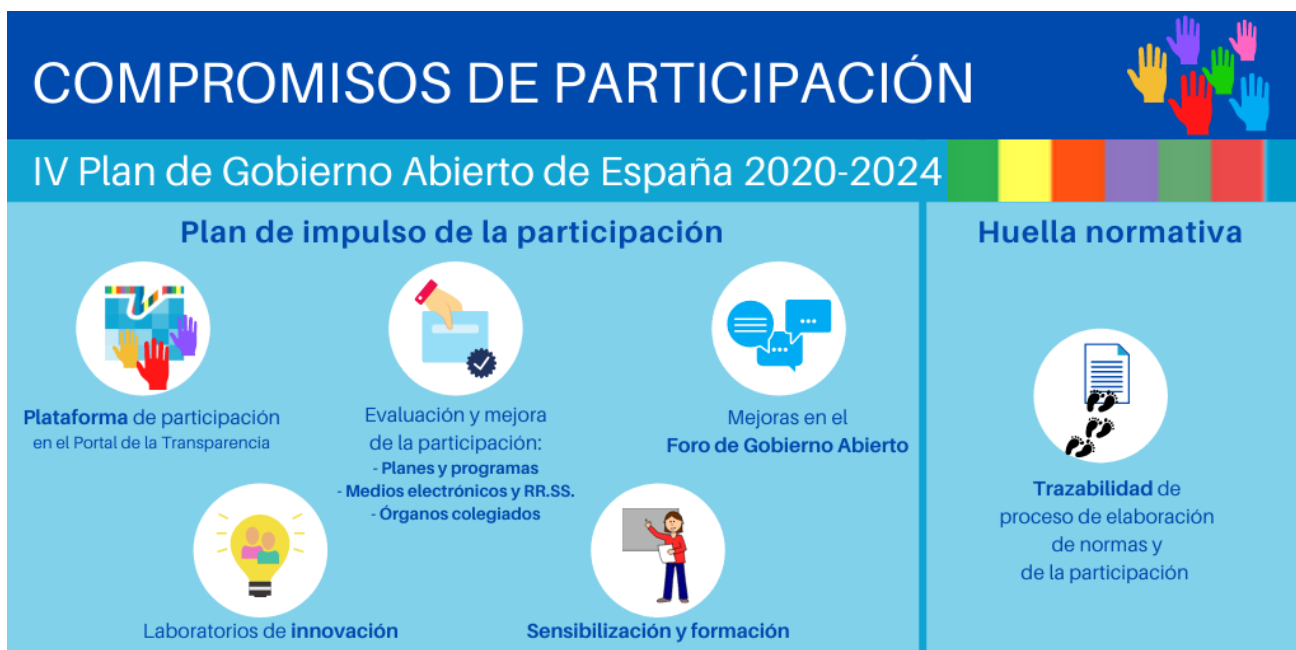 COMPROMISOS DE PARTICIPACIÓN
IV Plan de Gobierno Abierto de España 2020-2024
Plan de impulso de la participación
Plataforma de participación
en el Portal de la Transparencia
Evaluación y mejora
de la participación:
- Planes y programas
- Medios electrónicos y RR.SS.
- Órganos colegiados
Mejoras en el
Foro de Gobierno Abierto
Laboratorios de innovación
Sensibilización y formación
Huella normativa
Trazabilidad de
proceso de elaboración
de normas y
de la participación